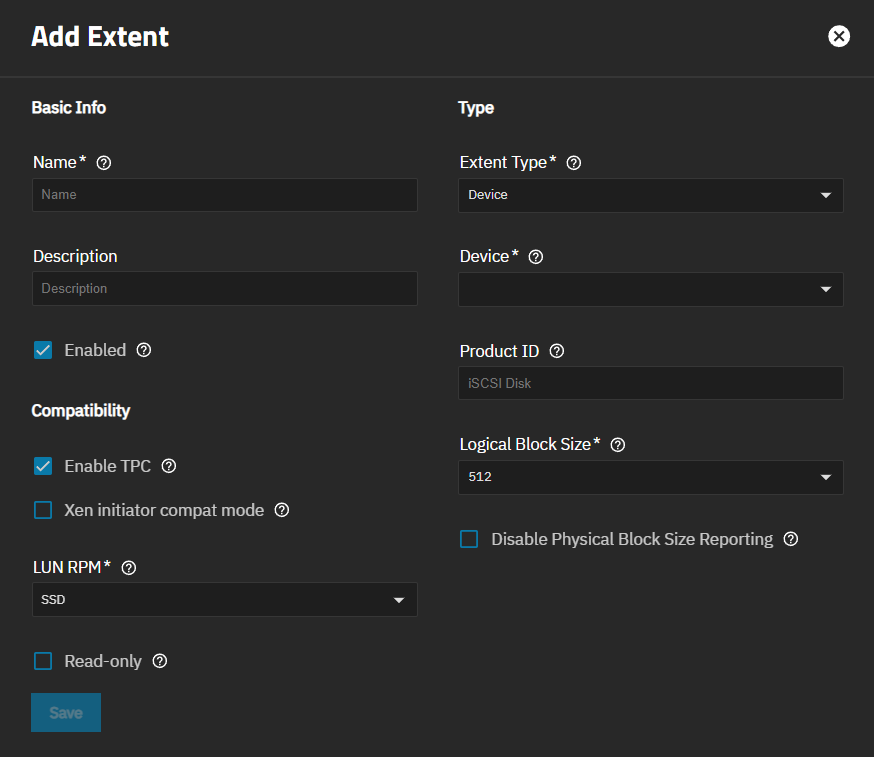 Add Extent
Basic Info
Name*
Name
Description
Description
Enabled
Compatibility
Enable TPC
Xen initiator compat mode
LUN RPM*
SSD
Read-only
Save
Type
Extent Type*
Device
Device*
Product ID
iSCSI Disk
Logical Block Size*
512
Disable Physical Block Size Reporting